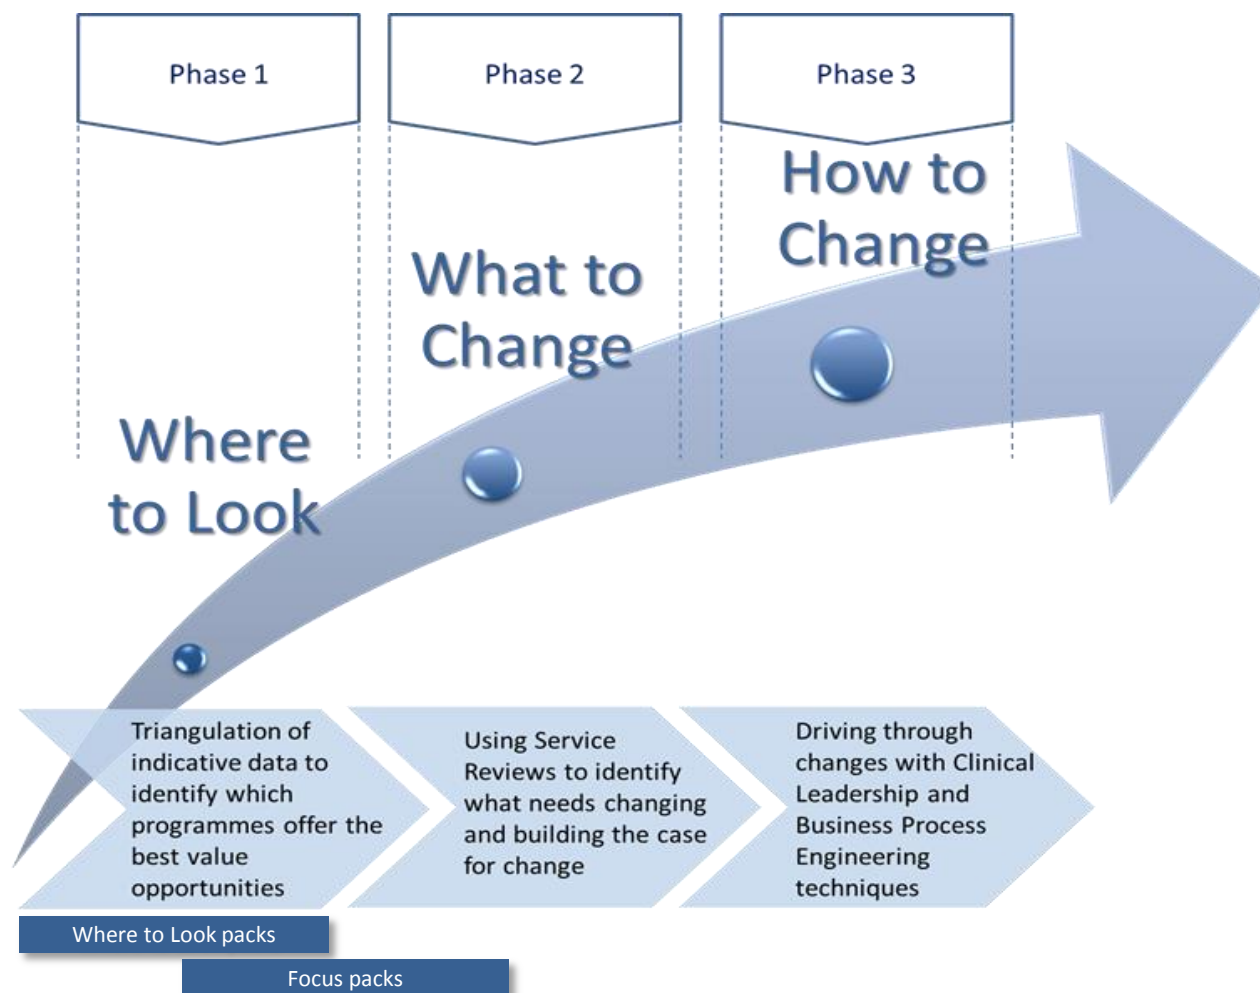 Phase 1
Phase 2
Phase 3
How to
Change
What to
Change
Where
to Look
Triangulation of
indicative data to
identify which
programmes offer the
best value
opportunities
Using Service
Reviews to identify
what needs changing
and building the case
for change
Driving through
changes with Clinical
Leadership and
Business Process
Engineering
techniques
Where to Look packs
Focus packs